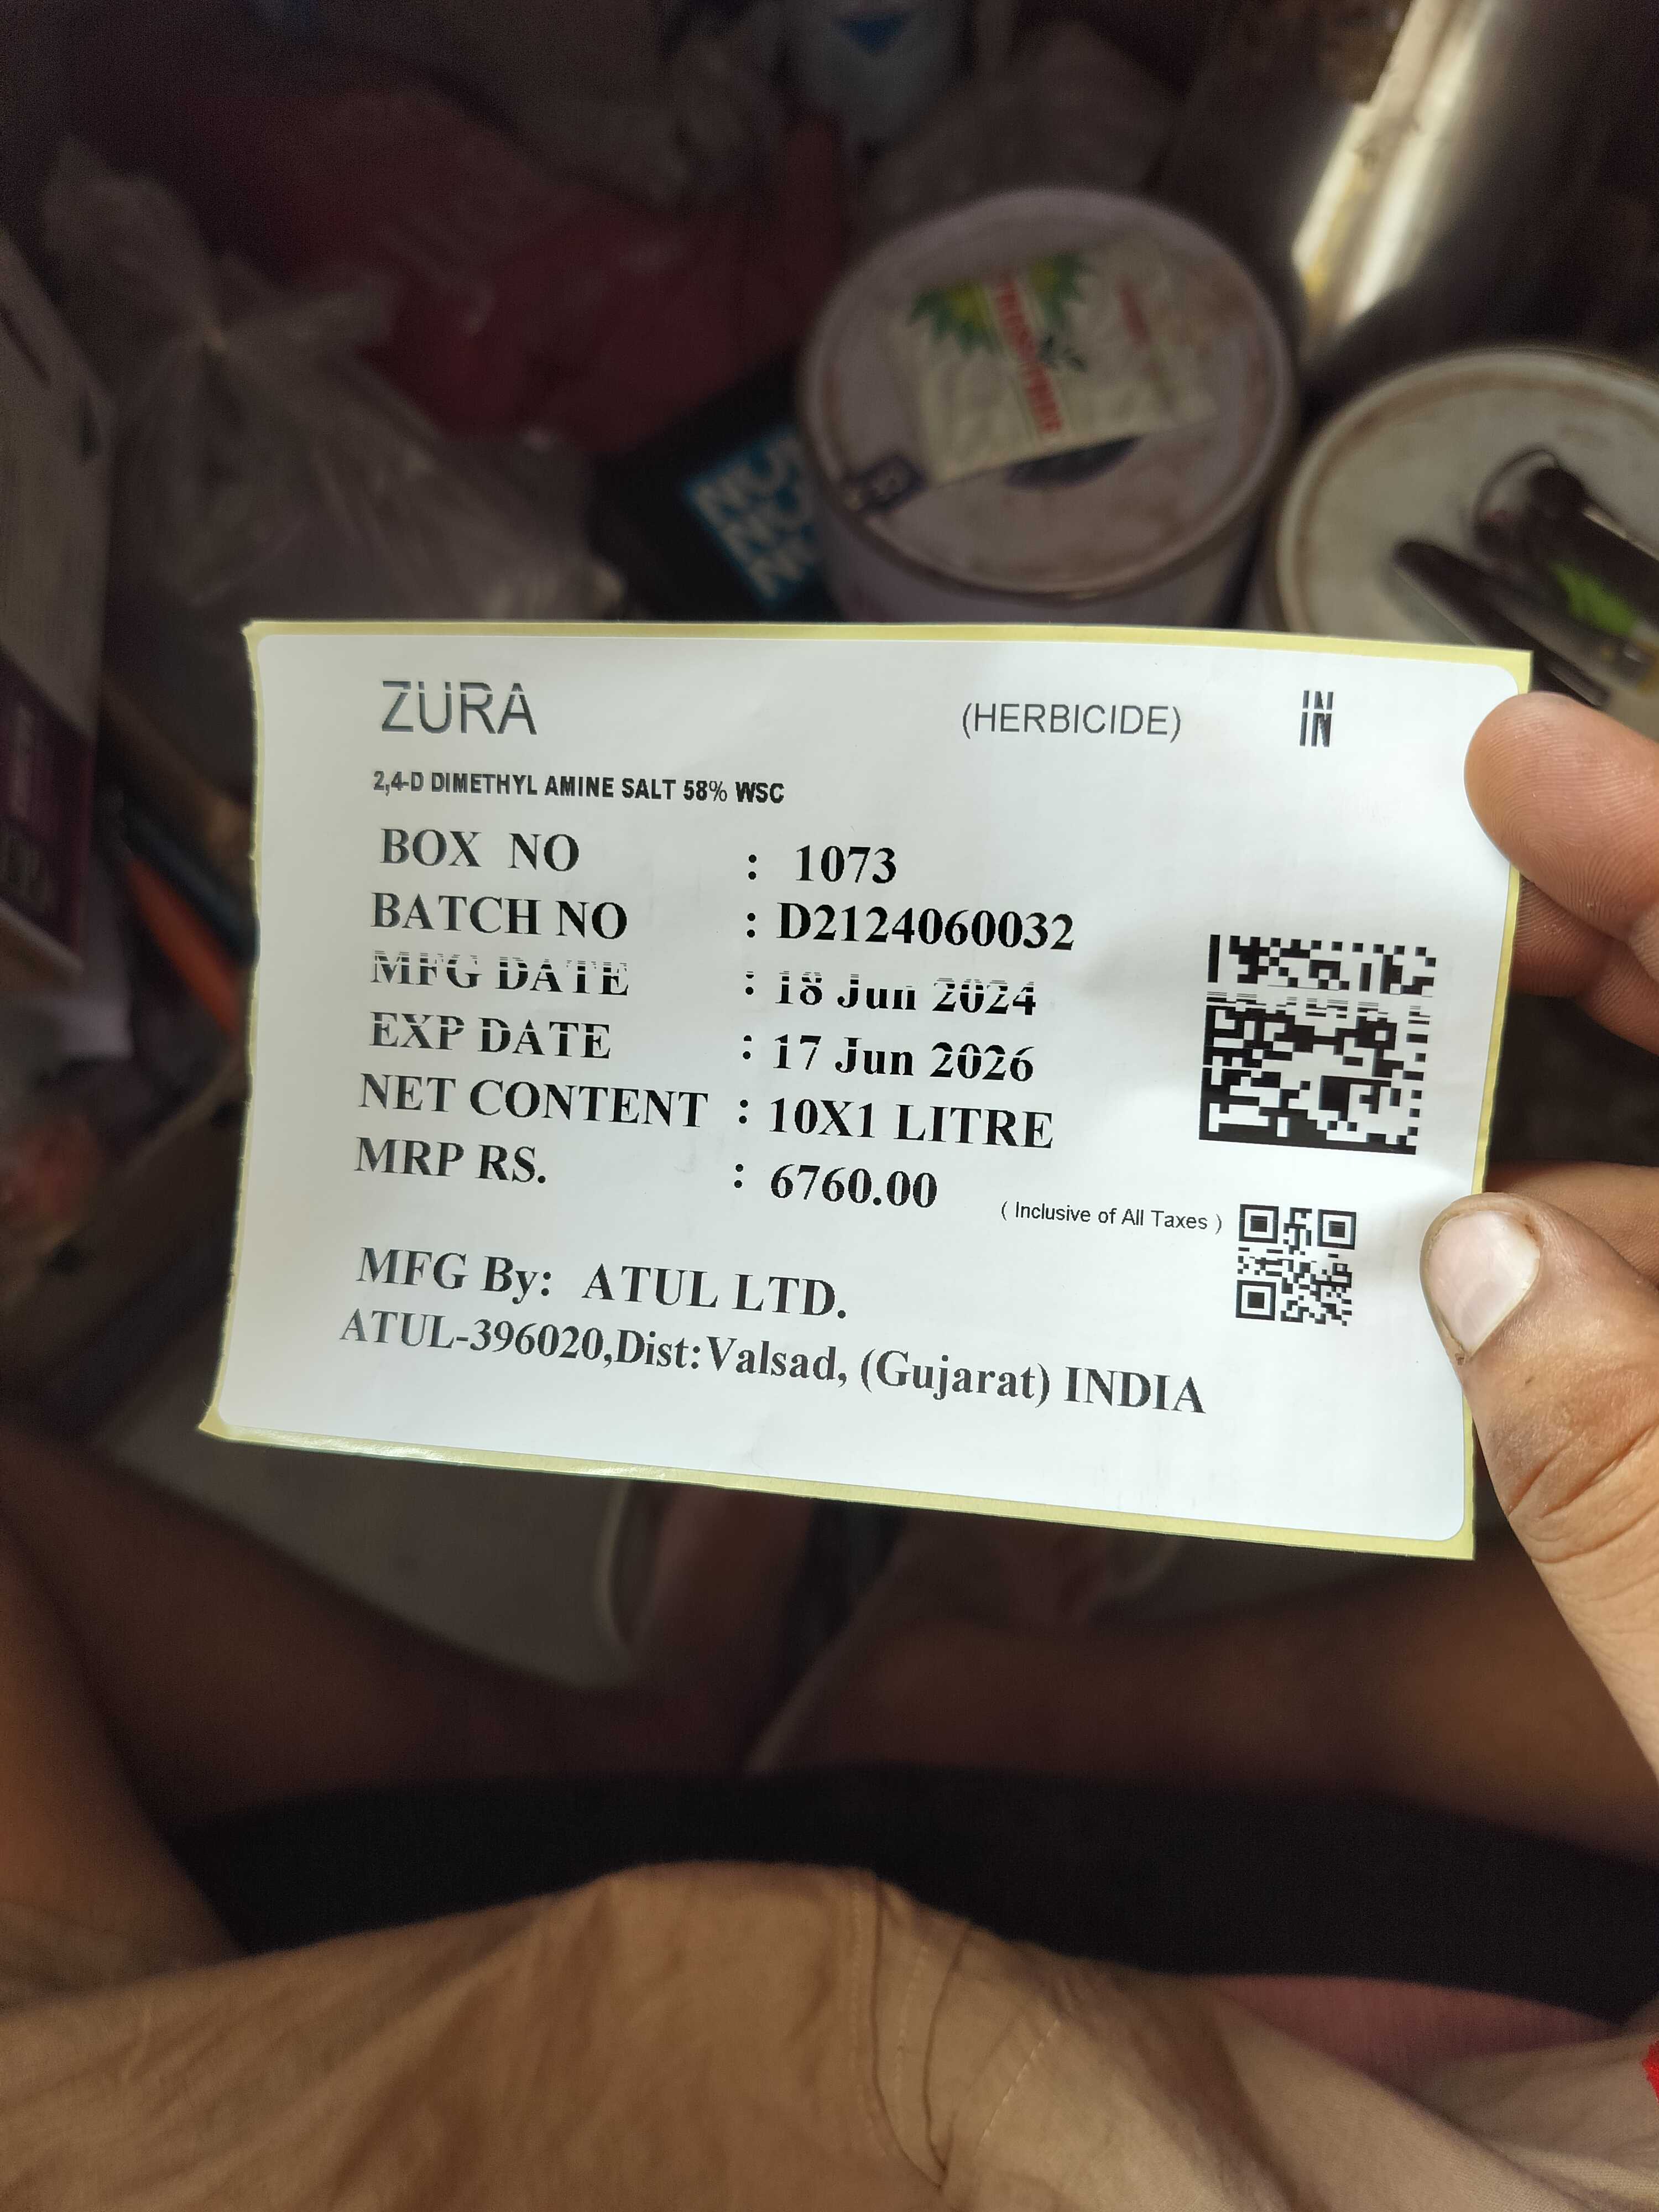 ZURA (HERBICIDE) IN
2,4-D DIMETHYL AMINE SALT 58% WSC
BOX NO : 1073
BATCH NO : D2124060032
MFG DATE : 18 Jun 2024
EXP DATE : 17 Jun 2026
NET CONTENT : 10X1 LITRE
MRP RS. : 6760.00 ( Inclusive of All Taxes )
MFG By: ATUL LTD.
ATUL-396020,Dist:Valsad, (Gujarat) INDIA